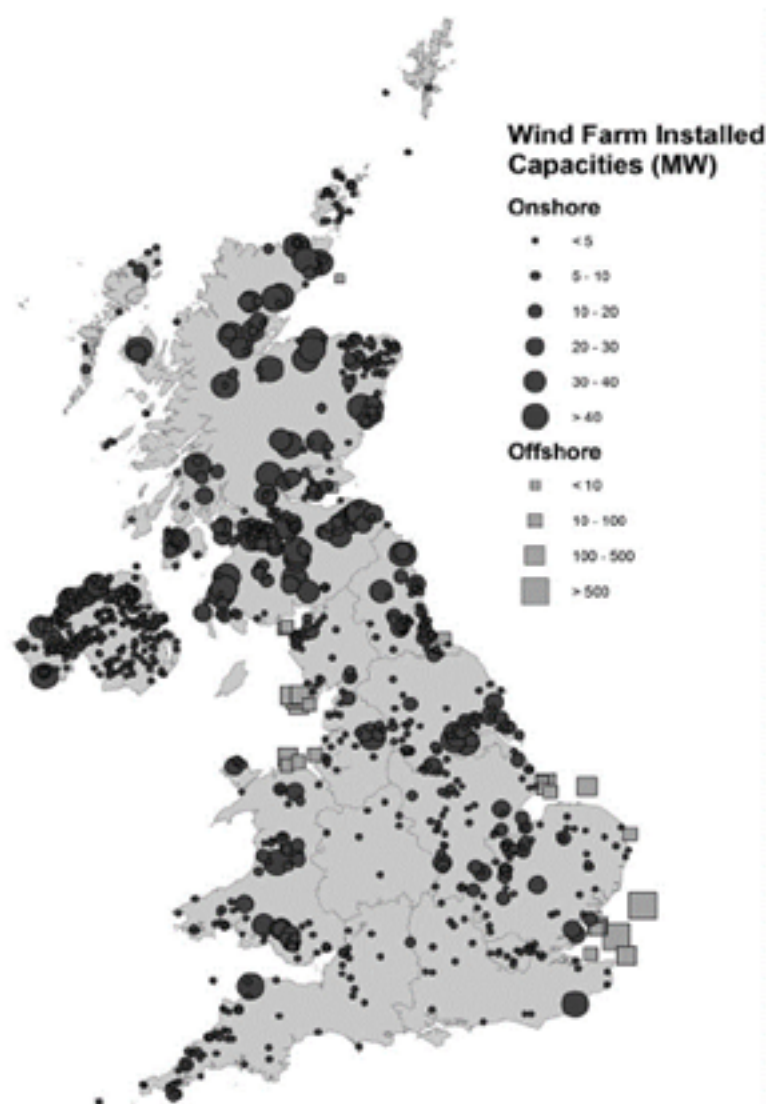 Wind Farm Installed
Capacities (MW)
Onshore
< 5
5 - 10
10 - 20
20 - 30
30 - 40
> 40
Offshore
< 10
10 - 100
100 - 500
> 500